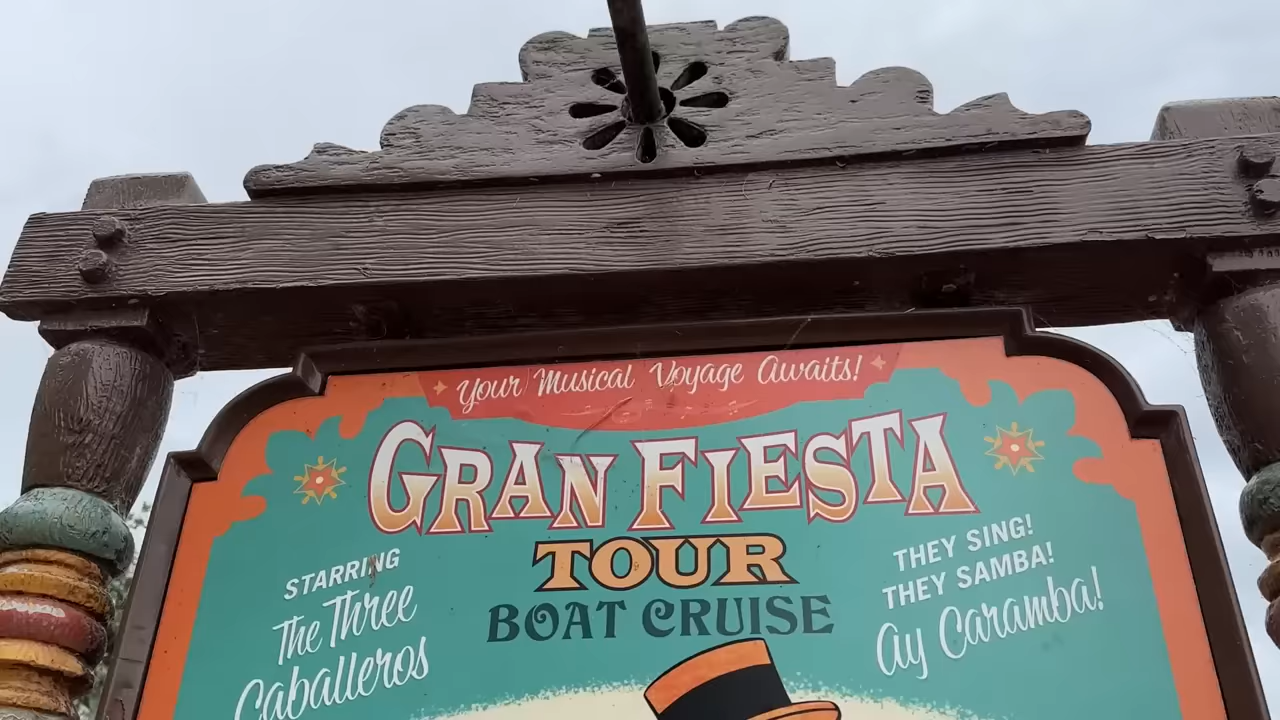 Your Musical Voyage Awaits!
GRAN FIESTA
TOUR
BOAT CRUISE
STARRING
The Three
Caballeros
THEY SING!
THEY SAMBA!
Ay Caramba!